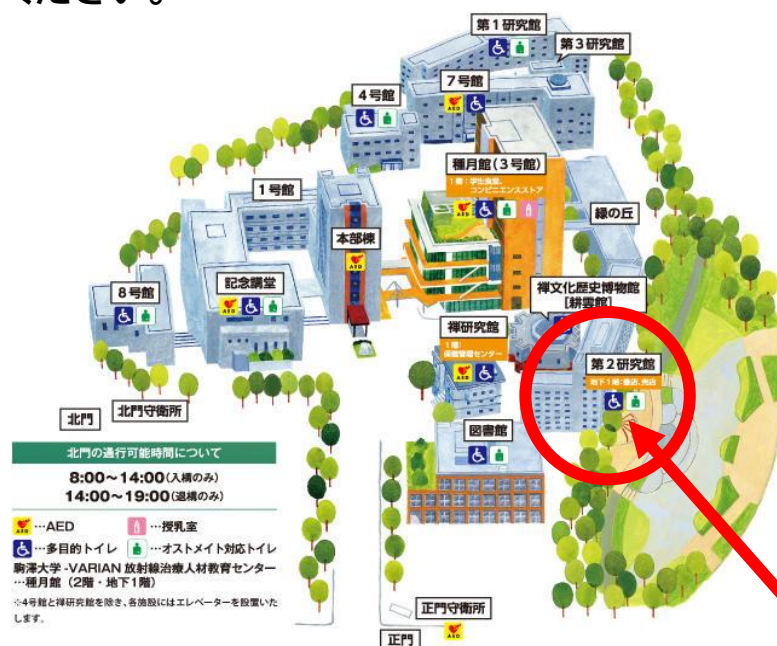 ください。
第1研究館
第3研究館
7号館
AED
4号館
種月館（3号館）
1階：学生食堂、
コンビニエンスストア
AED
1号館
緑の丘
本部棟
AED
禅文化歴史博物館
［耕雲館］
記念講堂
AED
8号館
禅研究館
1階：
保健管理センター
AED
第2研究館
地下1階：書店、売店
北門
北門守衛所
図書館
北門の通行可能時間について
8:00～14:00（入構のみ）
14:00～19:00（退構のみ）
AED …AED
…授乳室
…多目的トイレ
…オストメイト対応トイレ
駒澤大学-VARIAN 放射線治療人材教育センター
…種月館（2階・地下1階）
※4号館と禅研究館を除き、各施設にはエレベーターを設置いた
します。
正門守衛所
AED
正門